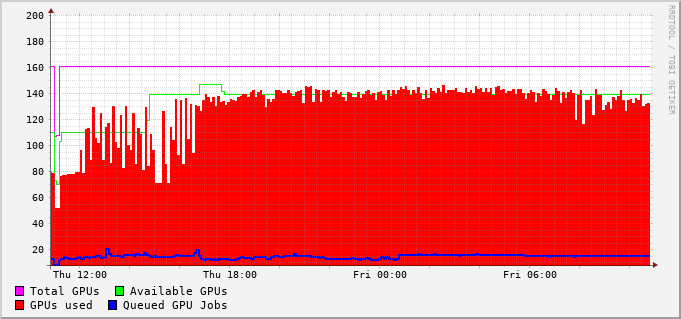 200
180
160
140
120
100
80
60
40
20
Thu 12:00 Thu 18:00 Fri 00:00 Fri 06:00
Total GPUs Available GPUs
GPUs used Queued GPU Jobs
RRDTOOL / TOBI OETIKER